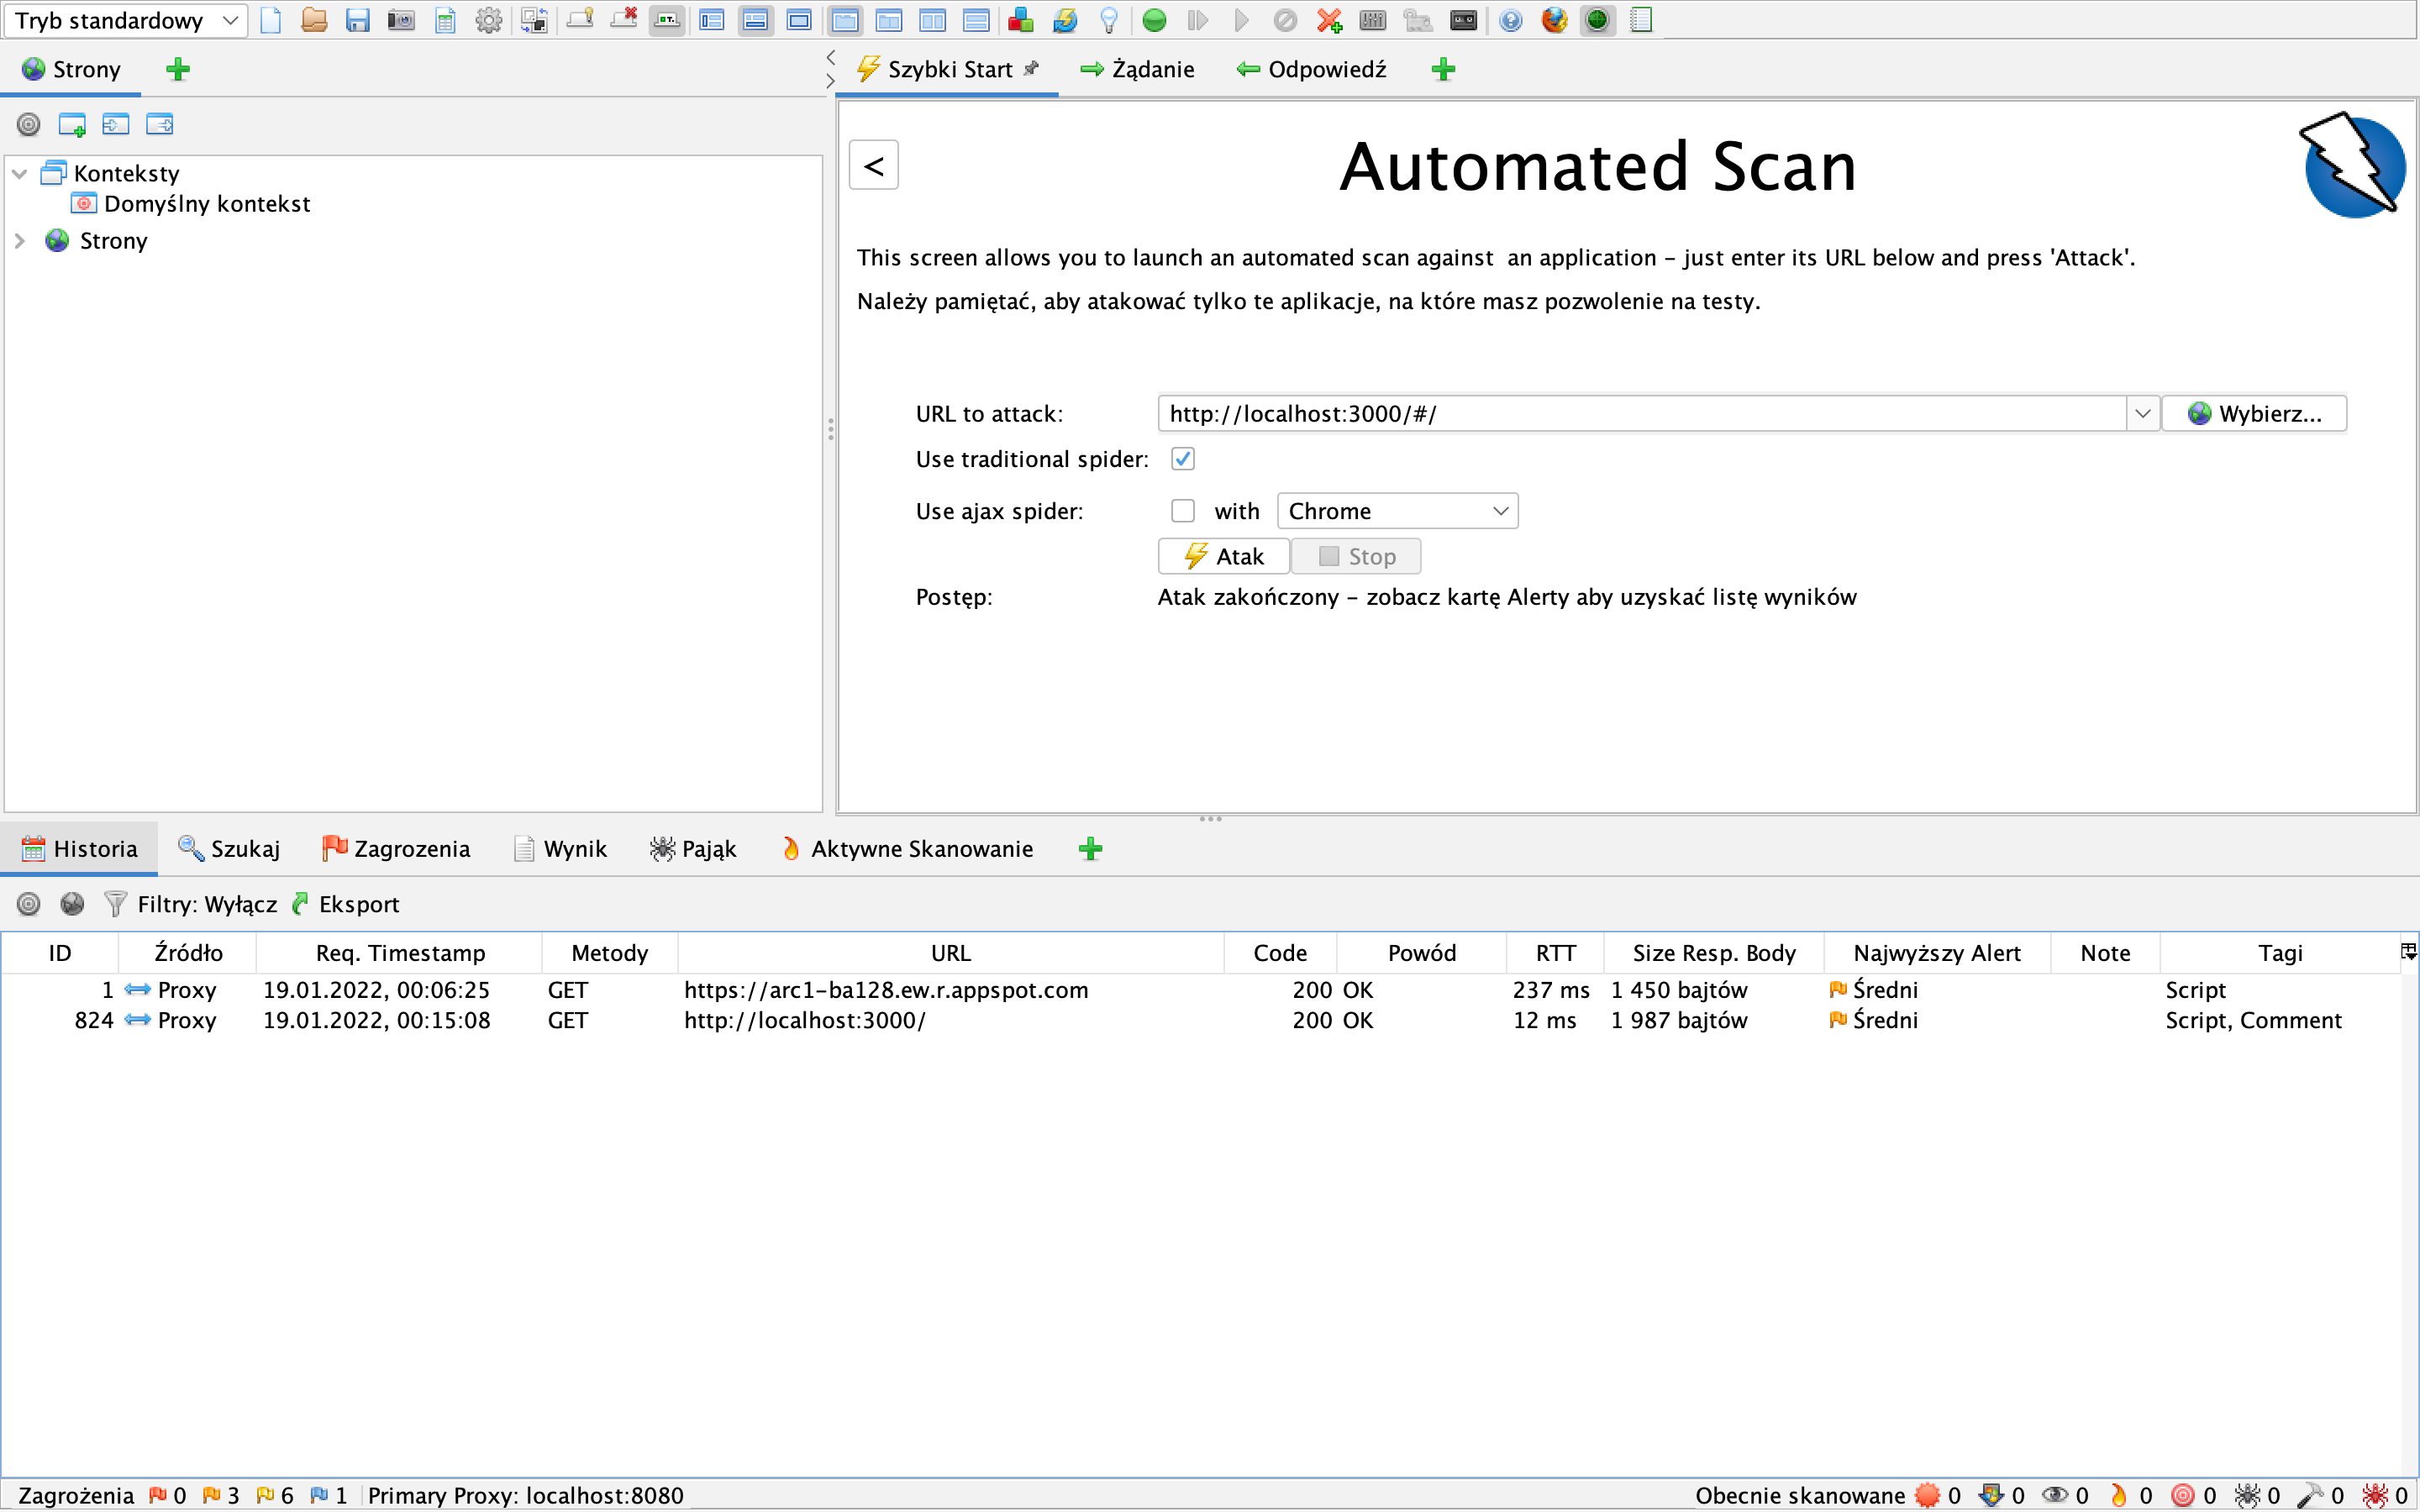 Tryb standardowy
Strony
Szybki Start Żądanie Odpowiedź
Konteksty
Domyślny kontekst
Strony
<
Automated Scan
This screen allows you to launch an automated scan against  an application – just enter its URL below and press 'Attack'.
Należy pamiętać, aby atakować tylko te aplikacje, na które masz pozwolenie na testy.
URL to attack: http://localhost:3000/#/ Wybierz...
Use traditional spider:
Use ajax spider: with Chrome
Atak Stop
Postęp: Atak zakończony – zobacz kartę Alerty aby uzyskać listę wyników
Historia Szukaj Zagrozenia Wynik Pająk Aktywne Skanowanie
Filtry: Wyłącz Eksport
ID Źródło Req. Timestamp Metody URL Code Powód RTT Size Resp. Body Najwyższy Alert Note Tagi
1 Proxy 19.01.2022, 00:06:25 GET https://arc1-ba128.ew.r.appspot.com 200 OK 237 ms 1 450 bajtów Średni Script
824 Proxy 19.01.2022, 00:15:08 GET http://localhost:3000/ 200 OK 12 ms 1 987 bajtów Średni Script, Comment
Zagrożenia 0 3 6 1 Primary Proxy: localhost:8080 Obecnie skanowane 0 0 0 0 0 0 0 0